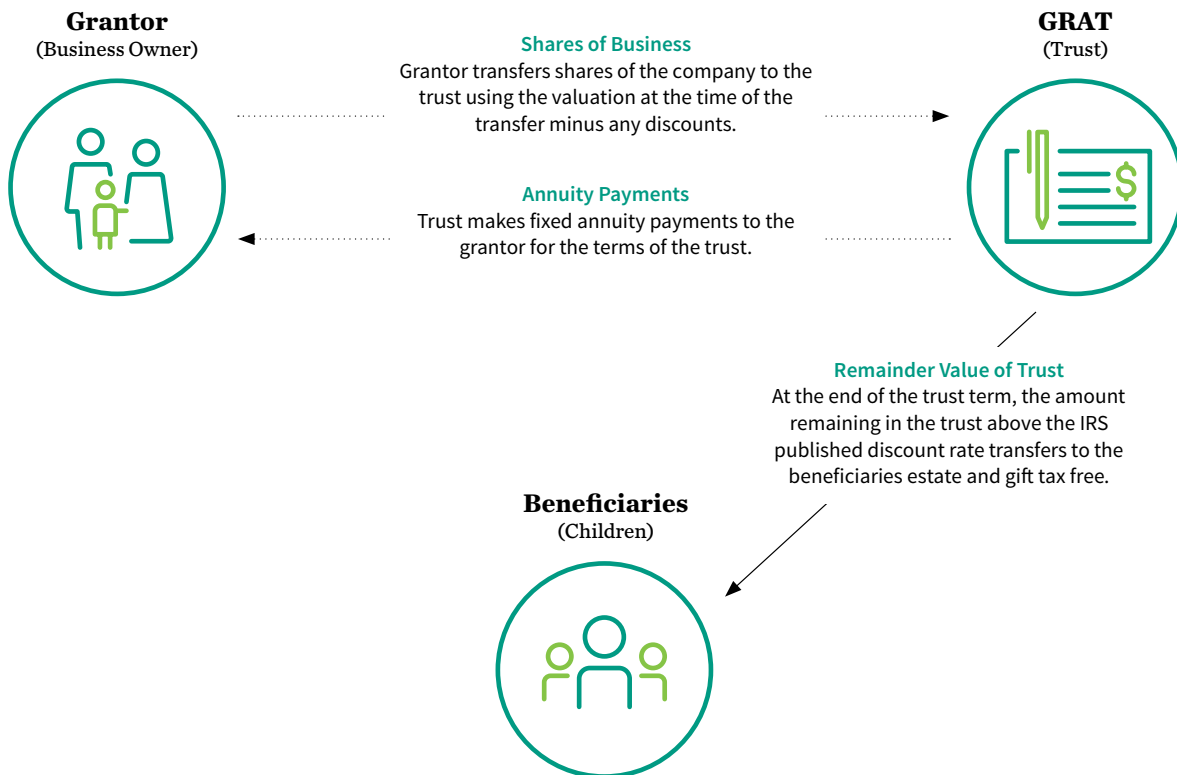 Grantor
(Business Owner)
Shares of Business
Grantor transfers shares of the company to the
trust using the valuation at the time of the
transfer minus any discounts.
GRAT
(Trust)
$
Annuity Payments
Trust makes fixed annuity payments to the
grantor for the terms of the trust.
Remainder Value of Trust
At the end of the trust term, the amount
remaining in the trust above the IRS
published discount rate transfers to the
beneficiaries estate and gift tax free.
Beneficiaries
(Children)